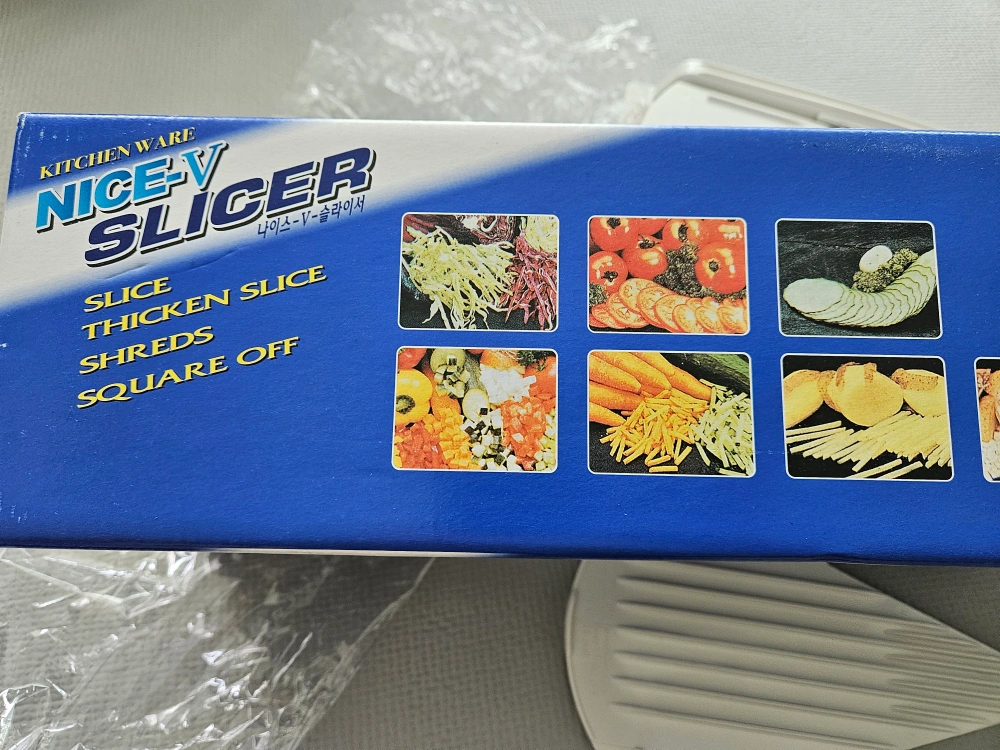 KITCHEN WARE
NICE-V
SLICER
나이스-V-슬라이서
SLICE
THICKEN SLICE
SHREDS
SQUARE OFF